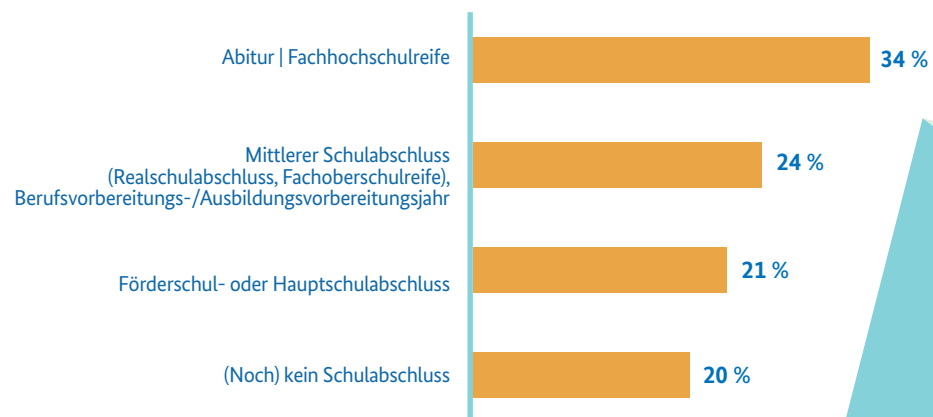 Abitur | Fachhochschulreife
34 %
Mittlerer Schulabschluss
(Realschulabschluss, Fachoberschulreife),
Berufsvorbereitungs-/Ausbildungsvorbereitungsjahr
24 %
Förderschul- oder Hauptschulabschluss
21 %
(Noch) kein Schulabschluss
20 %